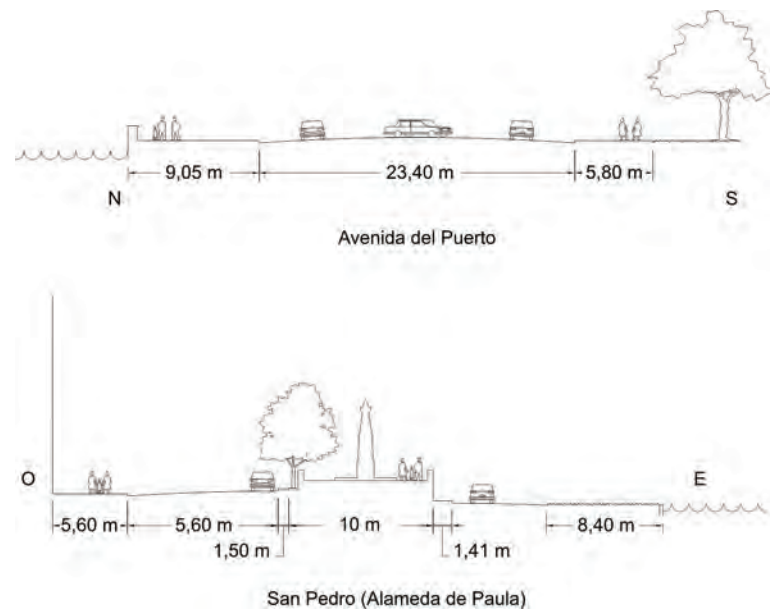 9,05 m 23,40 m 5,80 m
N S
Avenida del Puerto
O E
5,60 m 5,60 m 10 m 8,40 m
1,50 m 1,41 m
San Pedro (Alameda de Paula)